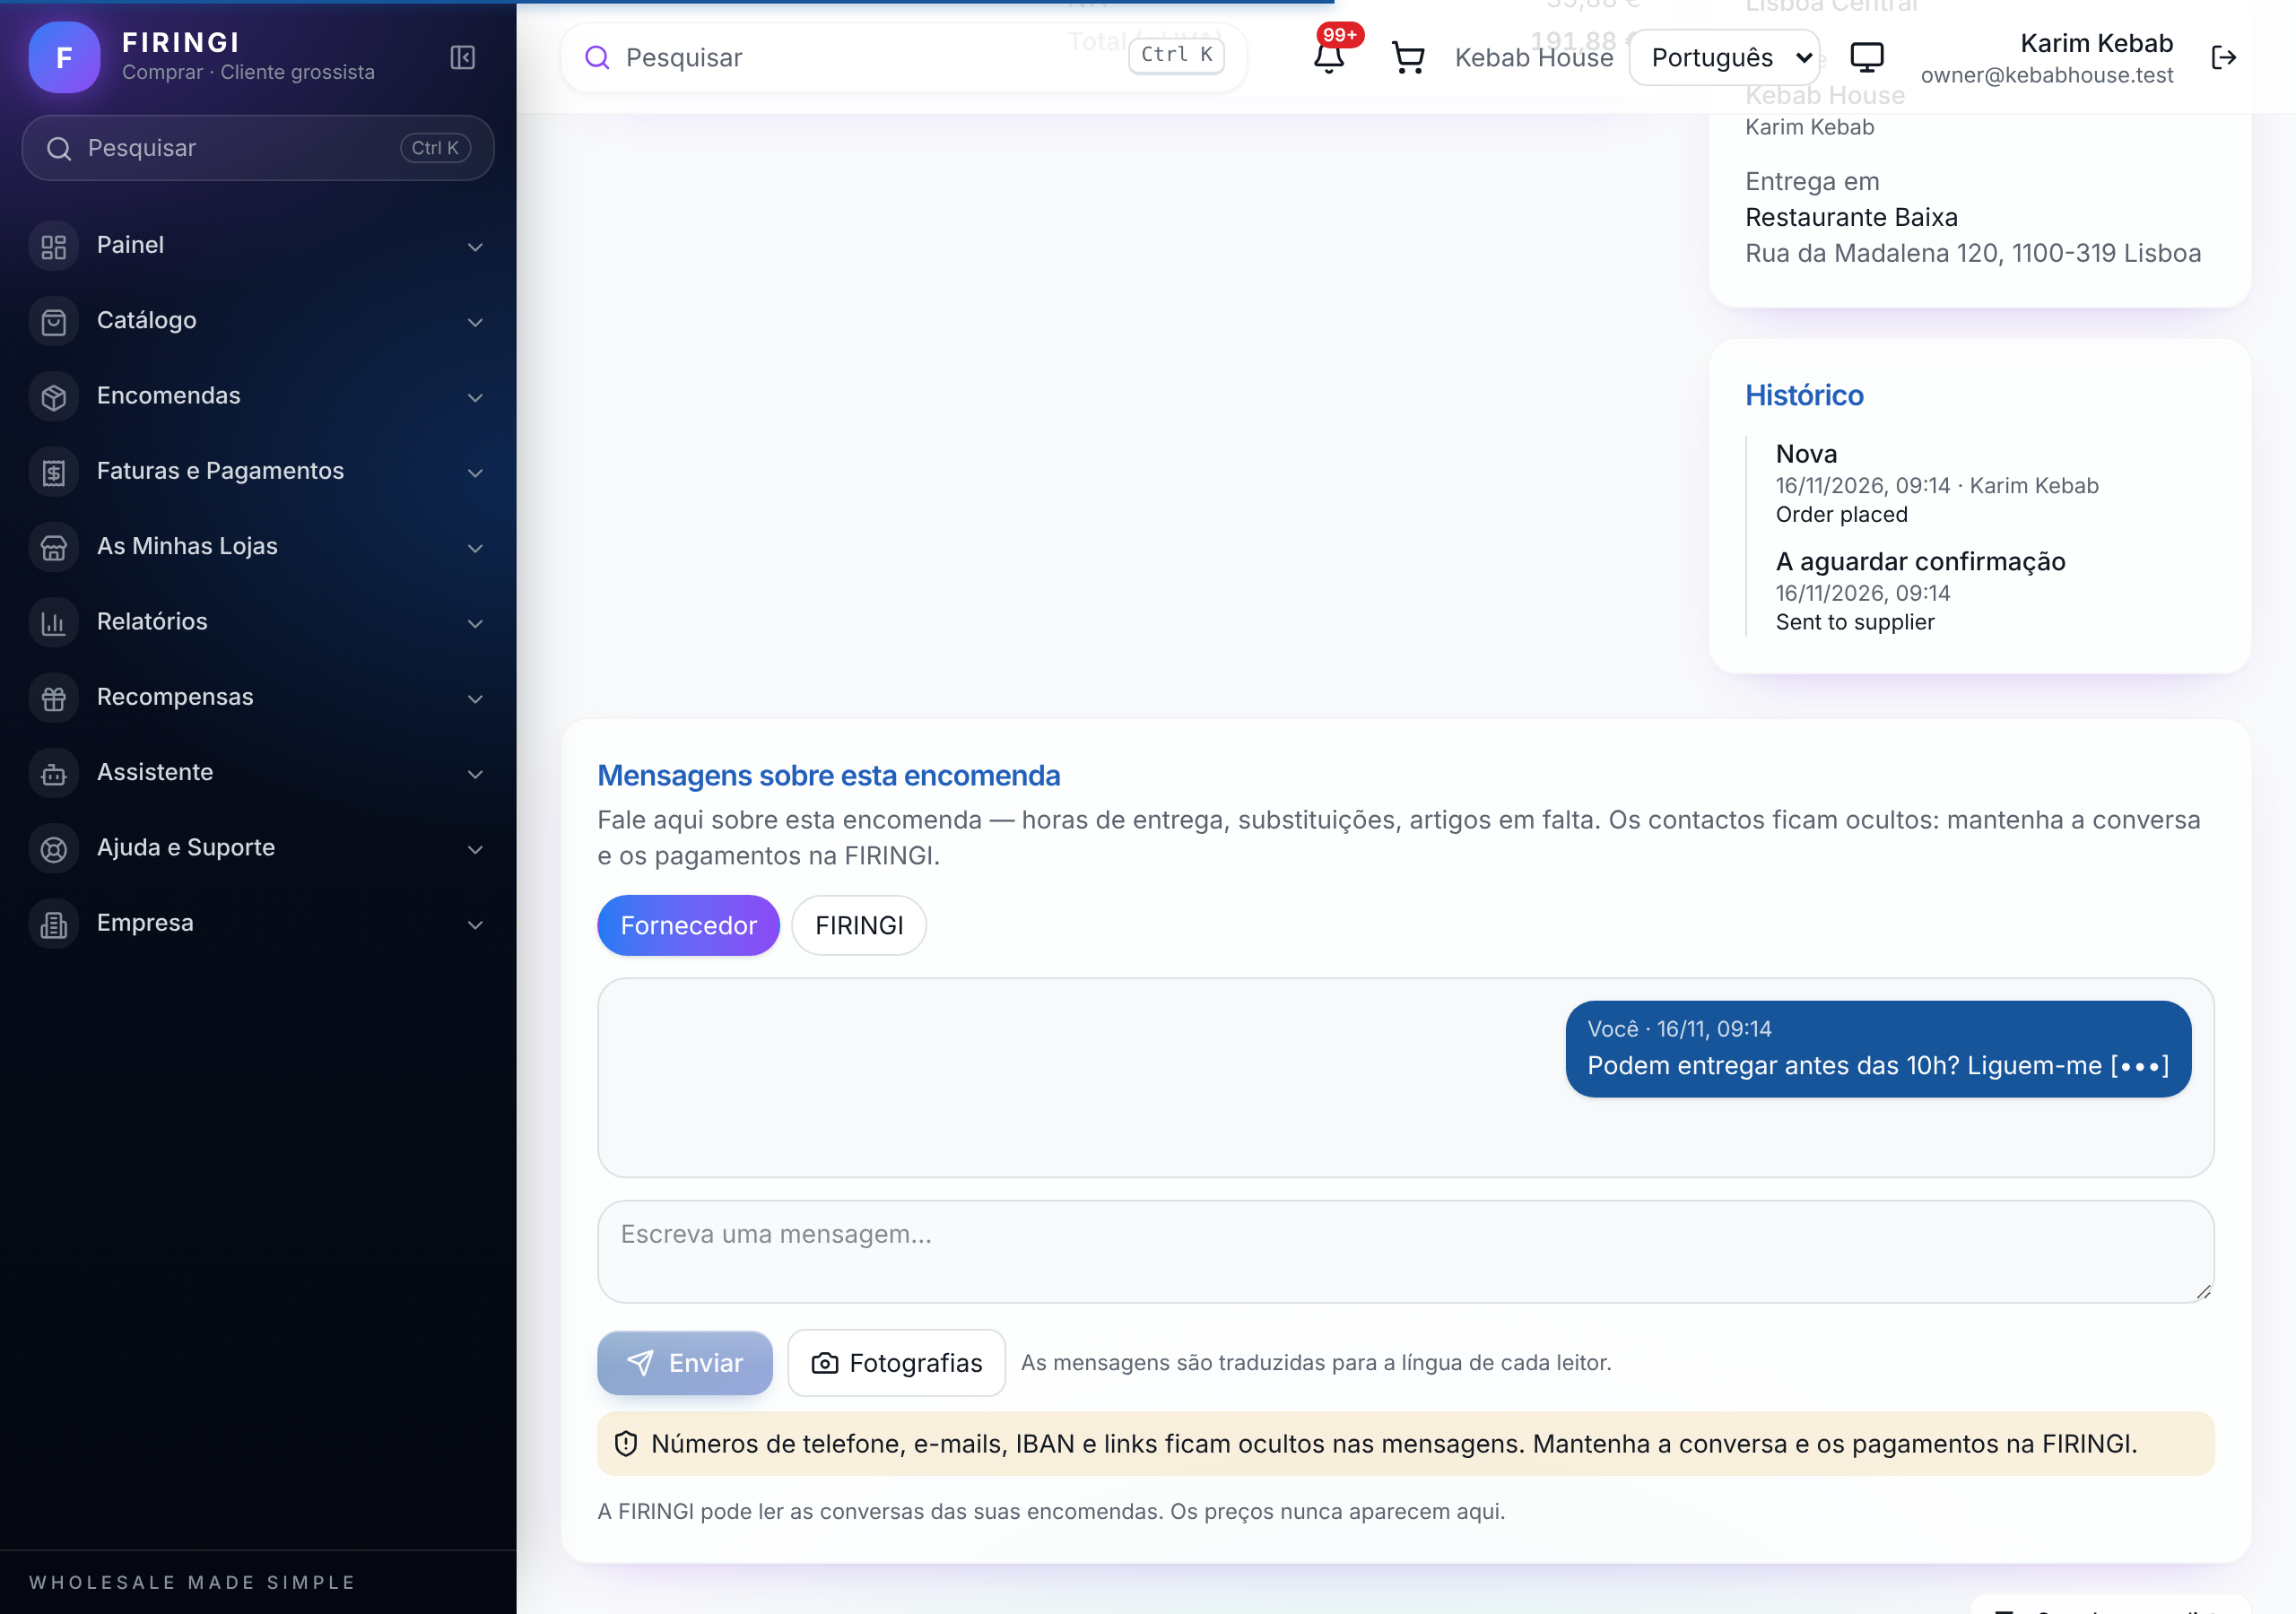 F
FIRINGI
Comprar · Cliente grossista
Pesquisar
Ctrl K
Painel
Catálogo
Encomendas
Faturas e Pagamentos
As Minhas Lojas
Relatórios
Recompensas
Assistente
Ajuda e Suporte
Empresa
WHOLESALE MADE SIMPLE
Pesquisar
Ctrl K
Total (c/ IVA)
191,88 €
99+
Kebab House
Português
Karim Kebab
owner@kebabhouse.test
Lisboa Central
Kebab House
Karim Kebab
Entrega em
Restaurante Baixa
Rua da Madalena 120, 1100-319 Lisboa
Histórico
Nova
16/11/2026, 09:14 · Karim Kebab
Order placed
A aguardar confirmação
16/11/2026, 09:14
Sent to supplier
Mensagens sobre esta encomenda
Fale aqui sobre esta encomenda — horas de entrega, substituições, artigos em falta. Os contactos ficam ocultos: mantenha a conversa
e os pagamentos na FIRINGI.
Fornecedor
FIRINGI
Você · 16/11, 09:14
Podem entregar antes das 10h? Liguem-me [•••]
Escreva uma mensagem…
Enviar
Fotografias
As mensagens são traduzidas para a língua de cada leitor.
Números de telefone, e-mails, IBAN e links ficam ocultos nas mensagens. Mantenha a conversa e os pagamentos na FIRINGI.
A FIRINGI pode ler as conversas das suas encomendas. Os preços nunca aparecem aqui.